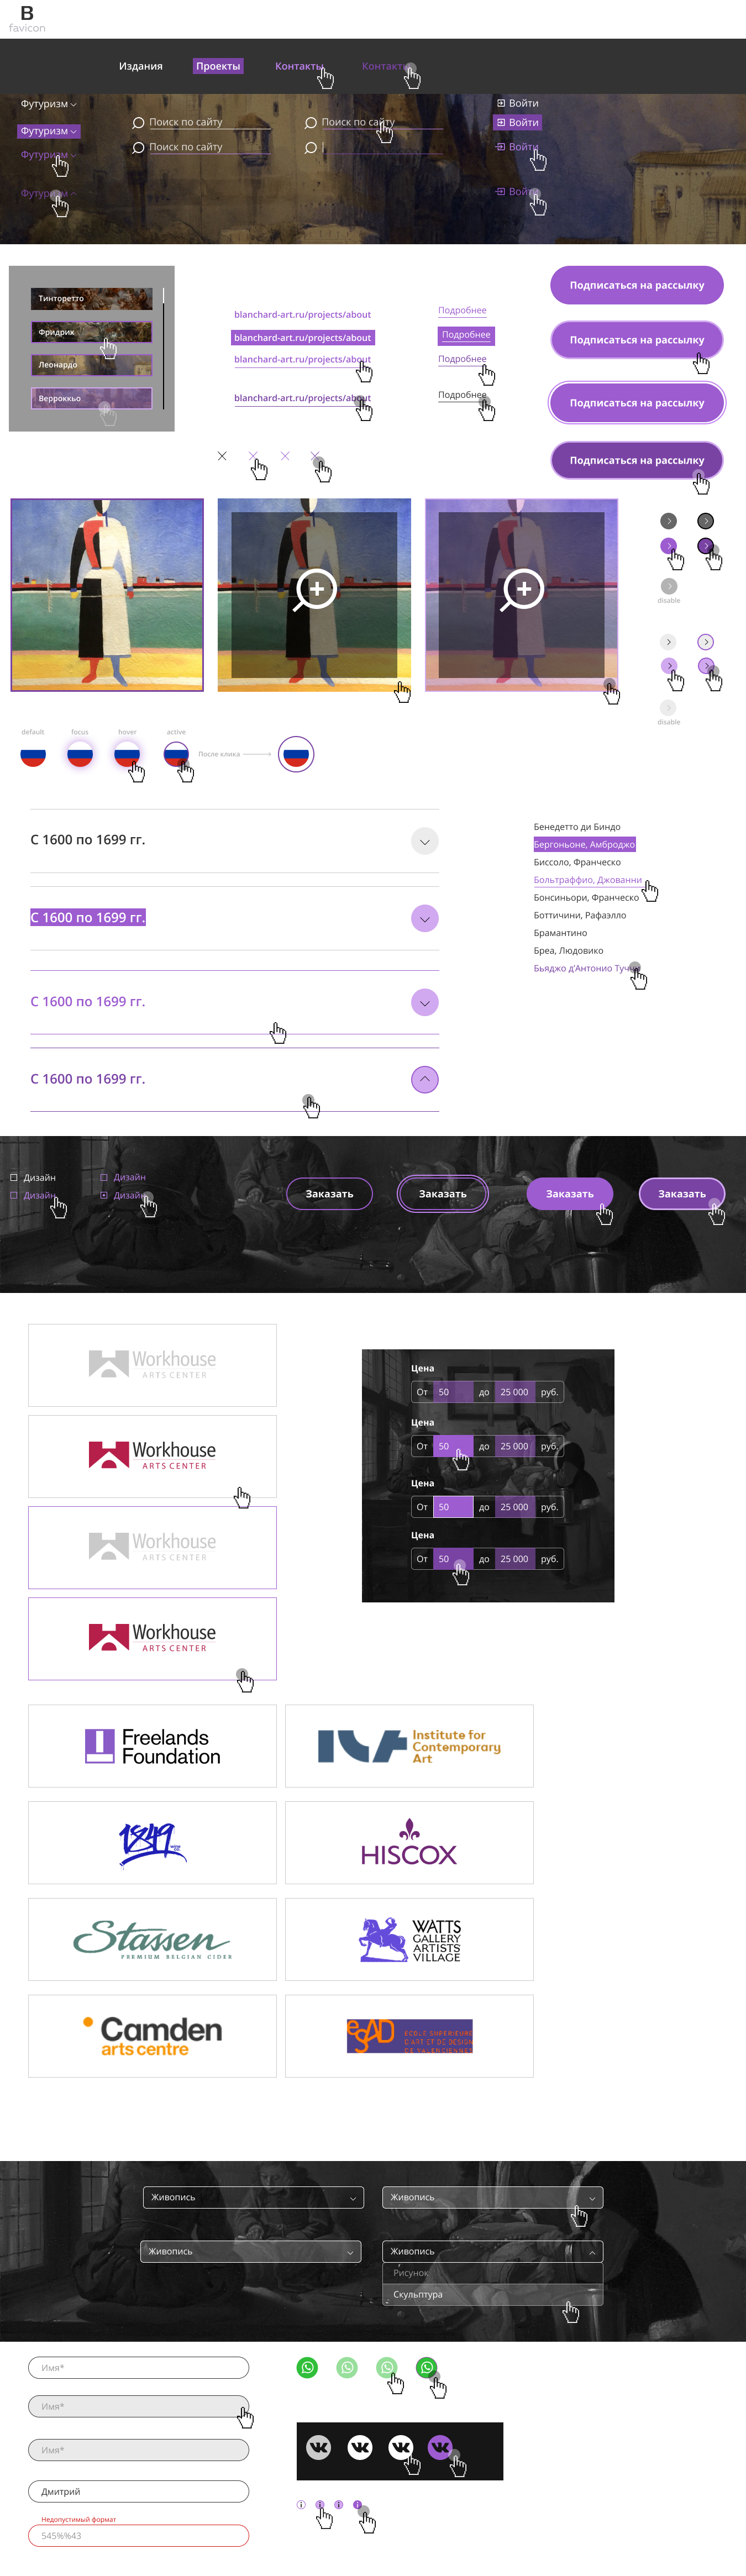 B
favicon
Издания
Проекты
Контакты
Контакты
Футуризм
Футуризм
Футуризм
Футуризм
Поиск по сайту
Поиск по сайту
Поиск по сайту
Войти
Войти
Войти
Войти
Тинторетто
Фридрик
Леонардо
Верроккьо
blanchard-art.ru/projects/about
blanchard-art.ru/projects/about
blanchard-art.ru/projects/about
blanchard-art.ru/projects/about
Подробнее
Подробнее
Подробнее
Подробнее
Подписаться на рассылку
Подписаться на рассылку
Подписаться на рассылку
Подписаться на рассылку
disable
disable
default
focus
hover
active
После клика
С 1600 по 1699 гг.
С 1600 по 1699 гг.
С 1600 по 1699 гг.
С 1600 по 1699 гг.
Бенедетто ди Биндо
Бергоньоне, Амброджо
Биссоло, Франческо
Больтраффио, Джованни
Бонсиньори, Франческо
Боттичини, Рафаэлло
Брамантино
Бреа, Людовико
Бьяджо д'Антонио Туччи
Дизайн
Дизайн
Дизайн
Дизайн
Заказать
Заказать
Заказать
Заказать
Workhouse
ARTS CENTER
Workhouse
ARTS CENTER
Workhouse
ARTS CENTER
Workhouse
ARTS CENTER
Цена
От 50 до 25 000 руб.
Цена
От 50 до 25 000 руб.
Цена
От 50 до 25 000 руб.
Цена
От 50 до 25 000 руб.
Freelands
Foundation
Institute for
Contemporary
Art
1849
HISCOX
Stassen
PREMIUM BELGIAN CIDER
WATTS
GALLERY
ARTISTS
VILLAGE
Camden
arts centre
esAD
ECOLE SUPERIEURE
D'ART ET DE DESIGN
DE VALENCIENNES
Живопись
Живопись
Живопись
Живопись
Рисунок
Скульптура
Имя*
Имя*
Имя*
Дмитрий
Недопустимый формат
545%%43